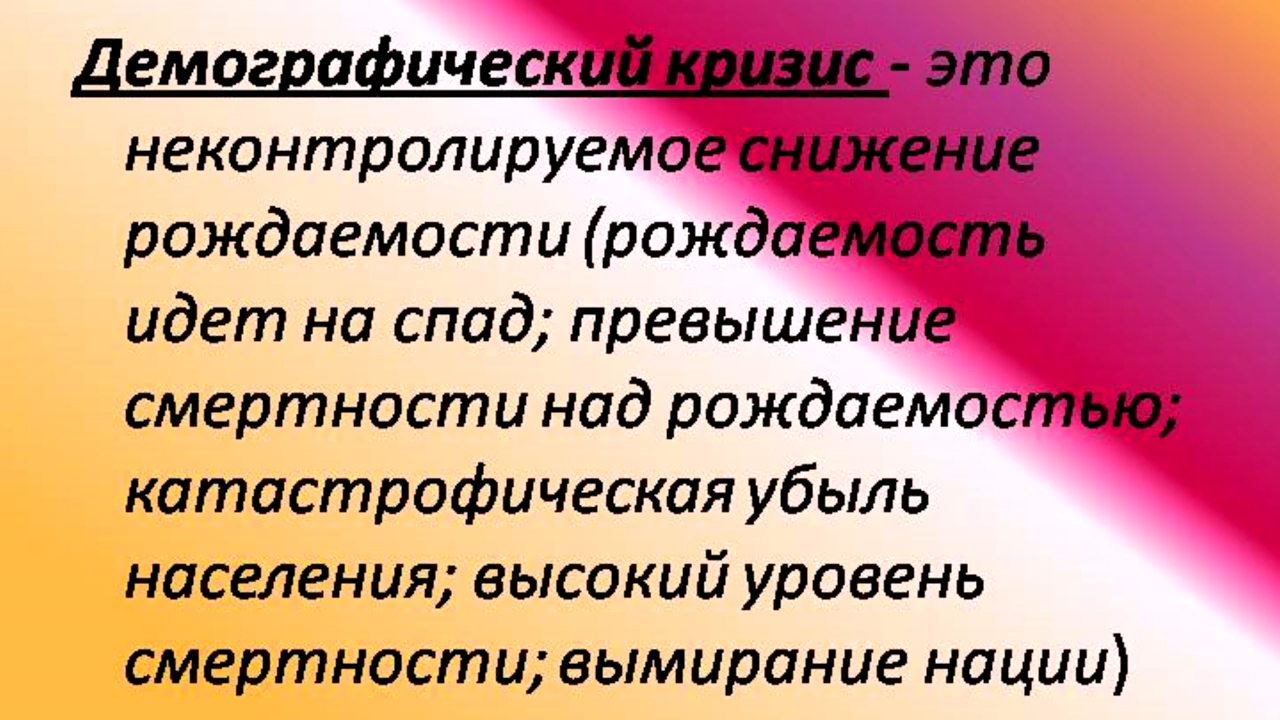 Демографический кризис - это
неконтролируемое снижение
рождаемости (рождаемость
идет на спад; превышение
смертности над рождаемостью;
катастрофическая убыль
населения; высокий уровень
смертности; вымирание нации)